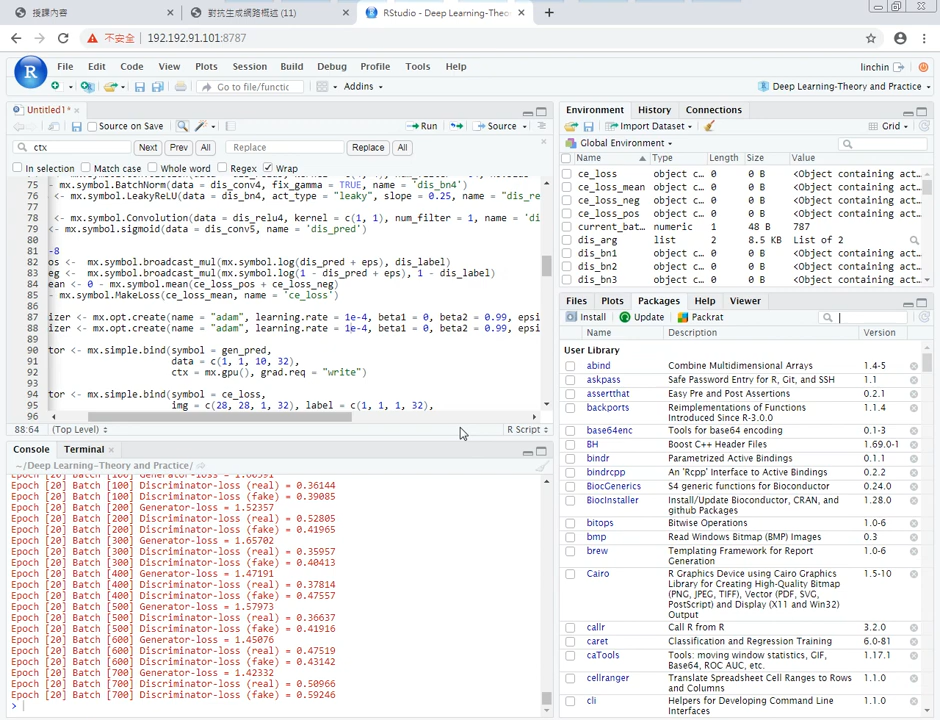 授課內容
對抗生成網路概述 (11)
RStudio - Deep Learning-Theo
不安全 192.192.91.101:8787
File Edit Code View Plots Session Build Debug Profile Tools Help
linchin
Go to file/functic Addins
Deep Learning-Theory and Practice
Untitled1*
Source on Save Run Source
ctx Next Prev All Replace Replace All
In selection Match case Whole word Regex Wrap
75 - mx.symbol.BatchNorm(data = dis_conv4, fix_gamma = TRUE, name = 'dis_bn4')
76 - mx.symbol.LeakyReLU(data = dis_bn4, act_type = "leaky", slope = 0.25, name = "dis_re
77
78 - mx.symbol.Convolution(data = dis_relu4, kernel = c(1, 1), num_filter = 1, name = 'di
79 ~ mx.symbol.sigmoid(data = dis_conv5, name = 'dis_pred')
80
81 -8
82 os <- mx.symbol.broadcast_mul(mx.symbol.log(dis_pred + eps), dis_label)
83 eg <- mx.symbol.broadcast_mul(mx.symbol.log(1 - dis_pred + eps), 1 - dis_label)
84 ean <- 0 - mx.symbol.mean(ce_loss_pos + ce_loss_neg)
85 - mx.symbol.MakeLoss(ce_loss_mean, name = 'ce_loss')
86
87 izer <- mx.opt.create(name = "adam", learning.rate = 1e-4, beta1 = 0, beta2 = 0.99, epsi
88 izer <- mx.opt.create(name = "adam", learning.rate = 1e-4, beta1 = 0, beta2 = 0.99, epsi
89
90 tor <- mx.simple.bind(symbol = gen_pred,
91 data = c(1, 1, 10, 32),
92 ctx = mx.gpu(), grad.req = "write")
93
94 tor <- mx.simple.bind(symbol = ce_loss,
95 img = c(28, 28, 1, 32), label = c(1, 1, 1, 32),
96
88:64 (Top Level) R Script
Console Terminal
~/Deep Learning-Theory and Practice/
Epoch [20] Batch [100] Discriminator-loss (real) = 0.36144
Epoch [20] Batch [100] Discriminator-loss (fake) = 0.39085
Epoch [20] Batch [200] Generator-loss = 1.52357
Epoch [20] Batch [200] Discriminator-loss (real) = 0.52805
Epoch [20] Batch [200] Discriminator-loss (fake) = 0.41965
Epoch [20] Batch [300] Generator-loss = 1.65702
Epoch [20] Batch [300] Discriminator-loss (real) = 0.35957
Epoch [20] Batch [300] Discriminator-loss (fake) = 0.40413
Epoch [20] Batch [400] Generator-loss = 1.47191
Epoch [20] Batch [400] Discriminator-loss (real) = 0.37814
Epoch [20] Batch [400] Discriminator-loss (fake) = 0.47557
Epoch [20] Batch [500] Generator-loss = 1.57973
Epoch [20] Batch [500] Discriminator-loss (real) = 0.36637
Epoch [20] Batch [500] Discriminator-loss (fake) = 0.41916
Epoch [20] Batch [600] Generator-loss = 1.45076
Epoch [20] Batch [600] Discriminator-loss (real) = 0.47519
Epoch [20] Batch [600] Discriminator-loss (fake) = 0.43142
Epoch [20] Batch [700] Generator-loss = 1.42332
Epoch [20] Batch [700] Discriminator-loss (real) = 0.50966
Epoch [20] Batch [700] Discriminator-loss (fake) = 0.59246
>
Environment History Connections
Import Dataset Grid
Global Environment
Name Type Length Size Value
ce_loss object c… 0 0 B <Object containing act…
ce_loss_mean object c… 0 0 B <Object containing act…
ce_loss_neg object c… 0 0 B <Object containing act…
ce_loss_pos object c… 0 0 B <Object containing act…
current_bat… numeric 1 48 B 787
dis_arg list 2 8.5 KB List of 2
dis_bn1 object c… 0 0 B <Object containing act…
dis_bn2 object c… 0 0 B <Object containing act…
dis_bn3 object c… 0 0 B <Object containing act…
Files Plots Packages Help Viewer
Install Update Packrat
Name Description Version
User Library
abind Combine Multidimensional Arrays 1.4-5
askpass Safe Password Entry for R, Git, and SSH 1.1
assertthat Easy Pre and Post Assertions 0.2.1
backports Reimplementations of Functions Introduced Since R-3.0.0 1.1.4
base64enc Tools for base64 encoding 0.1-3
BH Boost C++ Header Files 1.69.0-1
bindr Parametrized Active Bindings 0.1.1
bindrcpp An 'Rcpp' Interface to Active Bindings 0.2.2
BiocGenerics S4 generic functions for Bioconductor 0.24.0
BiocInstaller Install/Update Bioconductor, CRAN, and github Packages 1.28.0
bitops Bitwise Operations 1.0-6
bmp Read Windows Bitmap (BMP) Images 0.3
brew Templating Framework for Report Generation 1.0-6
Cairo R Graphics Device using Cairo Graphics Library for Creating High-Quality Bitmap (PNG, JPEG, TIFF), Vector (PDF, SVG, PostScript) and Display (X11 and Win32) Output 1.5-10
callr Call R from R 3.2.0
caret Classification and Regression Training 6.0-81
caTools Tools: moving window statistics, GIF, Base64, ROC AUC, etc. 1.17.1
cellranger Translate Spreadsheet Cell Ranges to Rows and Columns 1.1.0
cli Helpers for Developing Command Line Interfaces 1.1.0